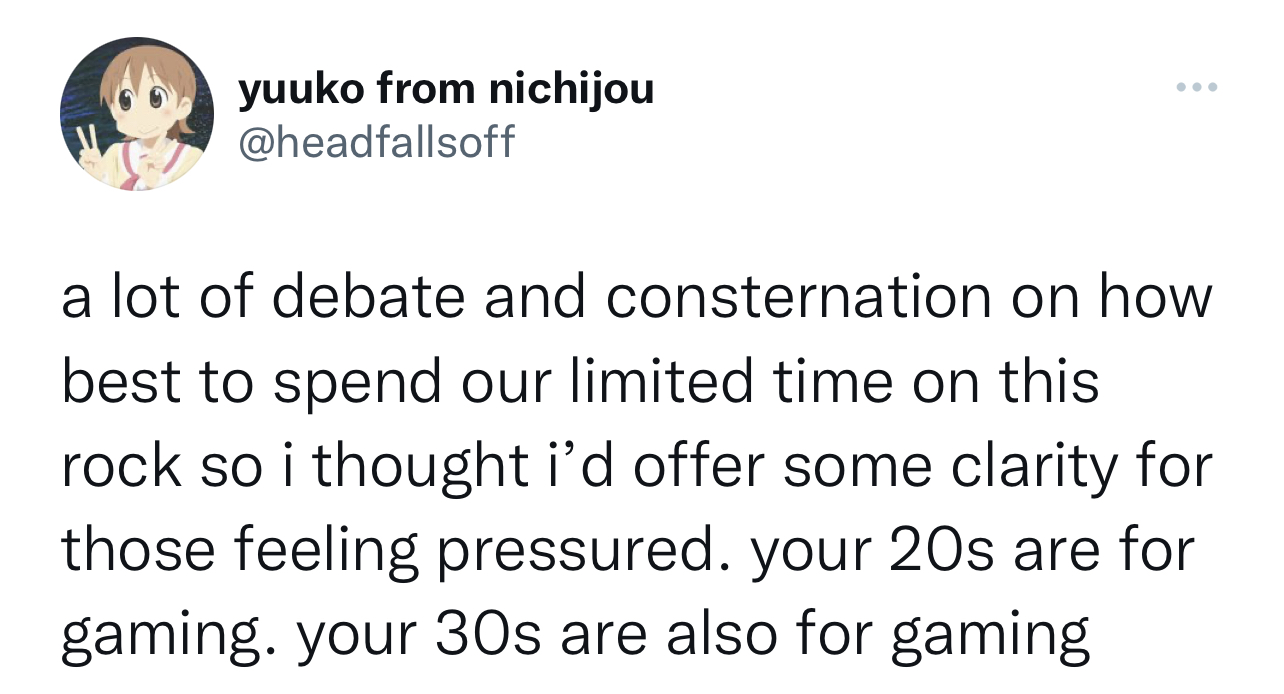 yuuko from nichijou
@headfallsoff
a lot of debate and consternation on how
best to spend our limited time on this
rock so i thought i’d offer some clarity for
those feeling pressured. your 20s are for
gaming. your 30s are also for gaming